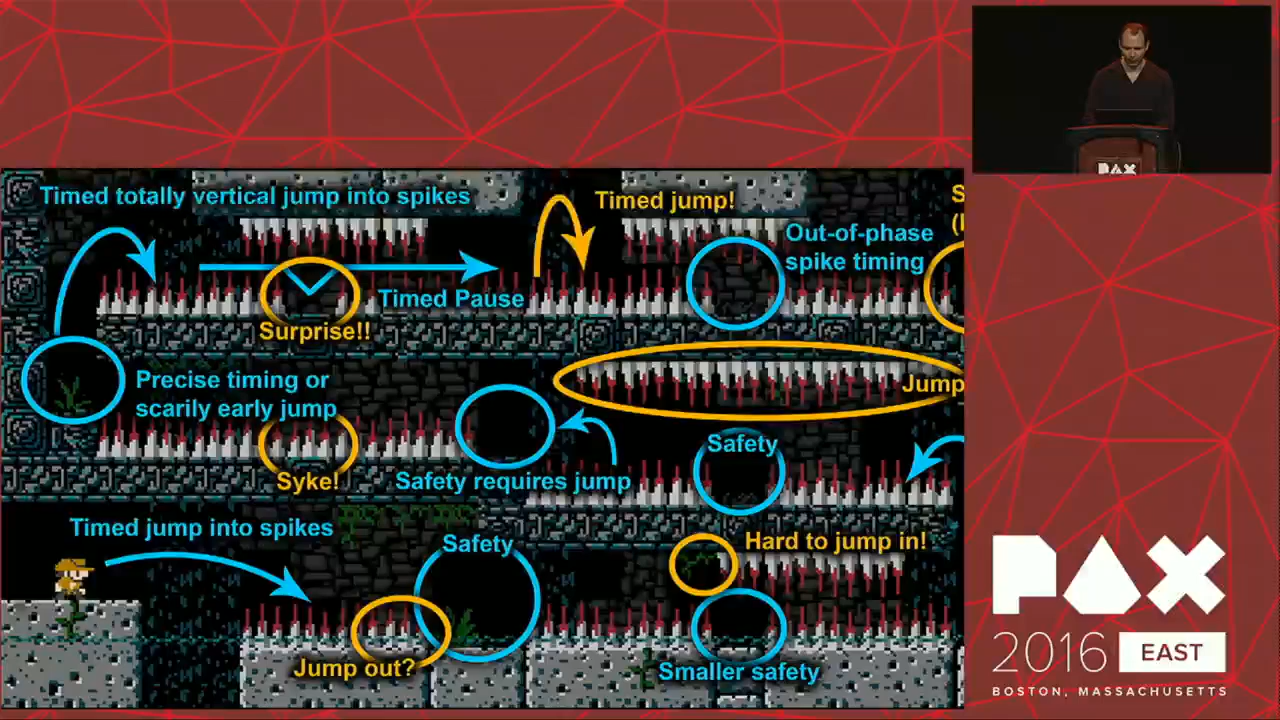 Timed totally vertical jump into spikes
Timed jump!
S
(
Out-of-phase
spike timing
Timed Pause
Surprise!!
Precise timing or
scarily early jump
Jump
Syke!
Safety requires jump
Safety
Timed jump into spikes
Safety
Hard to jump in!
Jump out?
Smaller safety
PAX
PAX
2016 EAST
BOSTON, MASSACHUSETTS